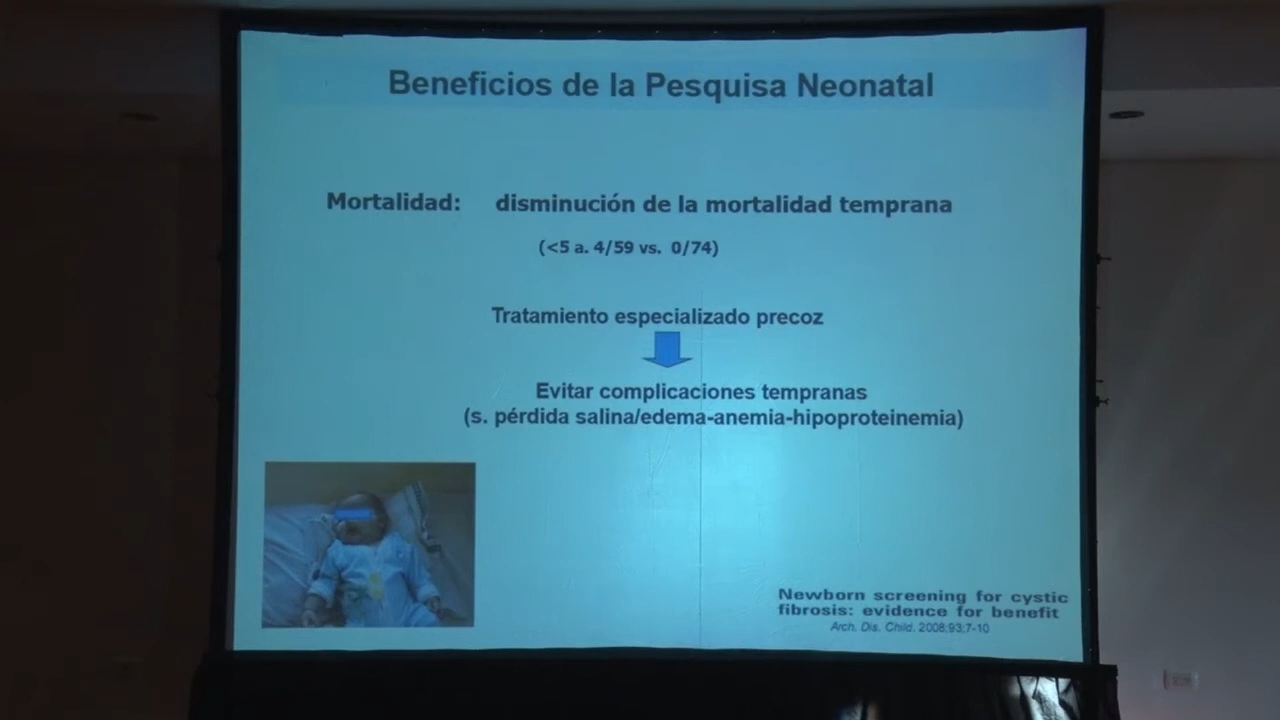 Beneficios de la Pesquisa Neonatal
Mortalidad: disminución de la mortalidad temprana
(<5 a. 4/59 vs. 0/74)
Tratamiento especializado precoz
Evitar complicaciones tempranas
(s. pérdida salina/edema-anemia-hipoproteinemia)
Newborn screening for cystic
fibrosis: evidence for benefit
Arch. Dis. Child. 2008;93;7-10